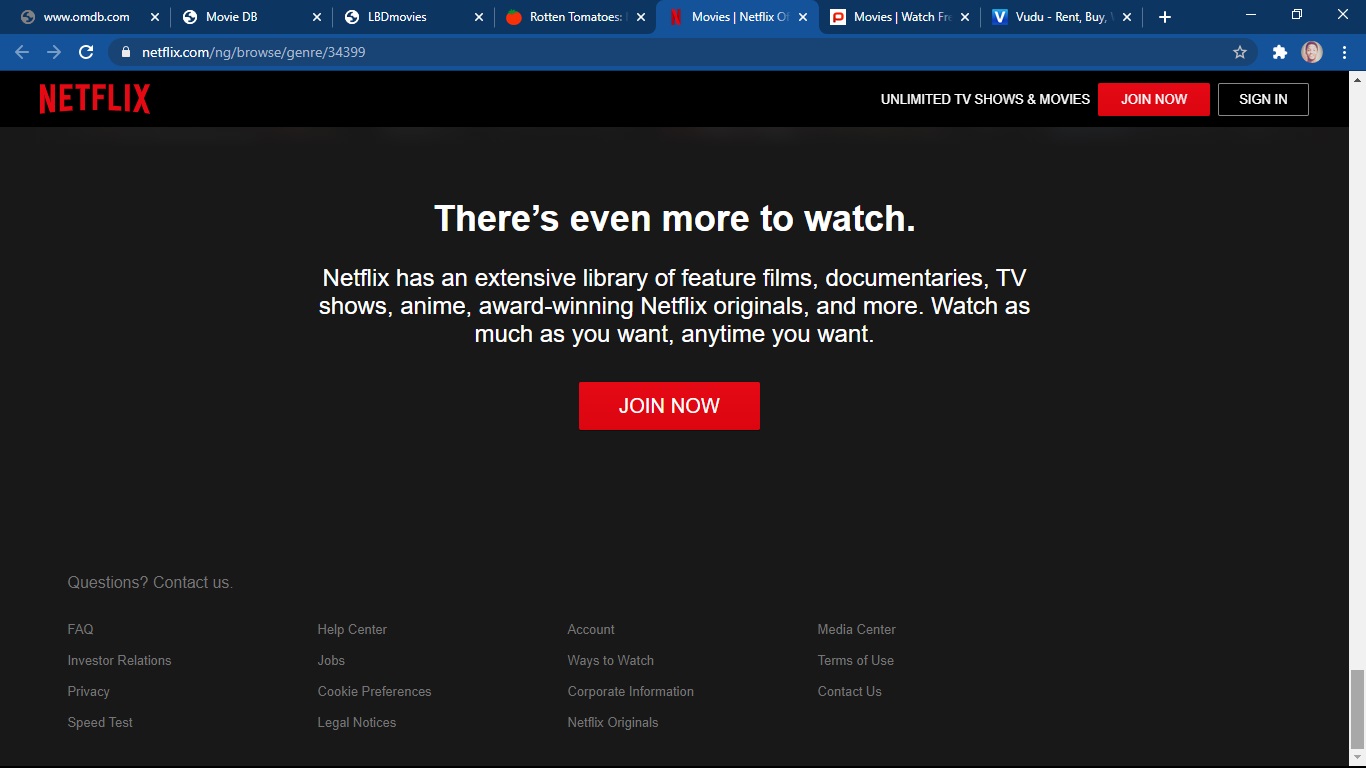 www.omdb.com
Movie DB
LBDmovies
Rotten Tomatoes:
Movies | Netflix Of
Movies | Watch Fr
Vudu - Rent, Buy,
netflix.com/ng/browse/genre/34399
NETFLIX
UNLIMITED TV SHOWS & MOVIES
JOIN NOW
SIGN IN
There’s even more to watch.
Netflix has an extensive library of feature films, documentaries, TV
shows, anime, award-winning Netflix originals, and more. Watch as
much as you want, anytime you want.
JOIN NOW
Questions? Contact us.
FAQ
Help Center
Account
Media Center
Investor Relations
Jobs
Ways to Watch
Terms of Use
Privacy
Cookie Preferences
Corporate Information
Contact Us
Speed Test
Legal Notices
Netflix Originals